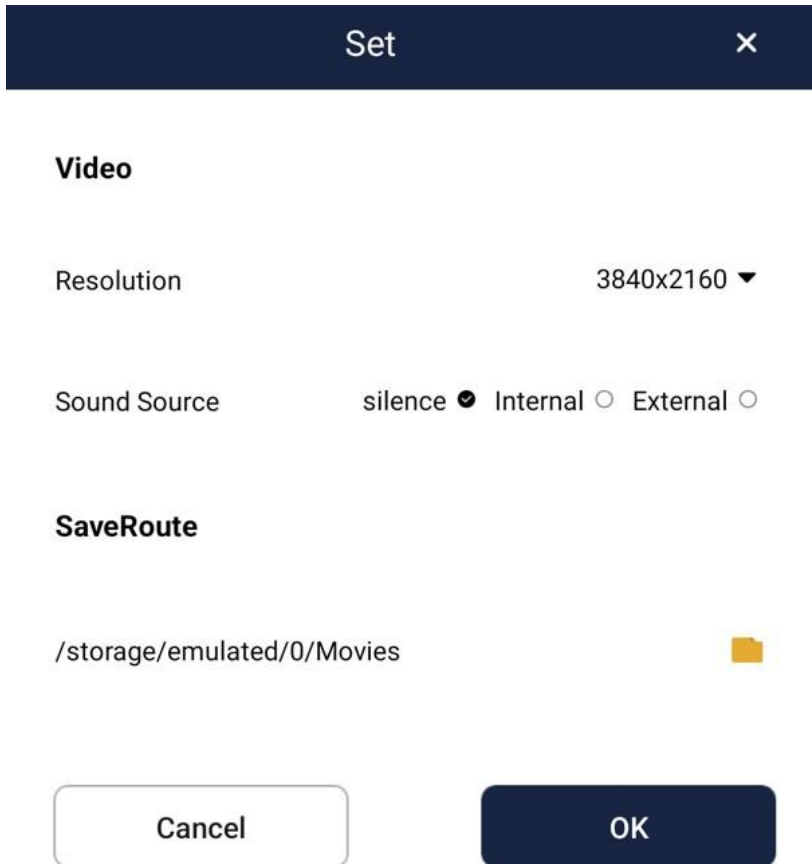 Set
Video
Resolution 3840x2160
Sound Source silence Internal External
SaveRoute
/storage/emulated/0/Movies
Cancel OK